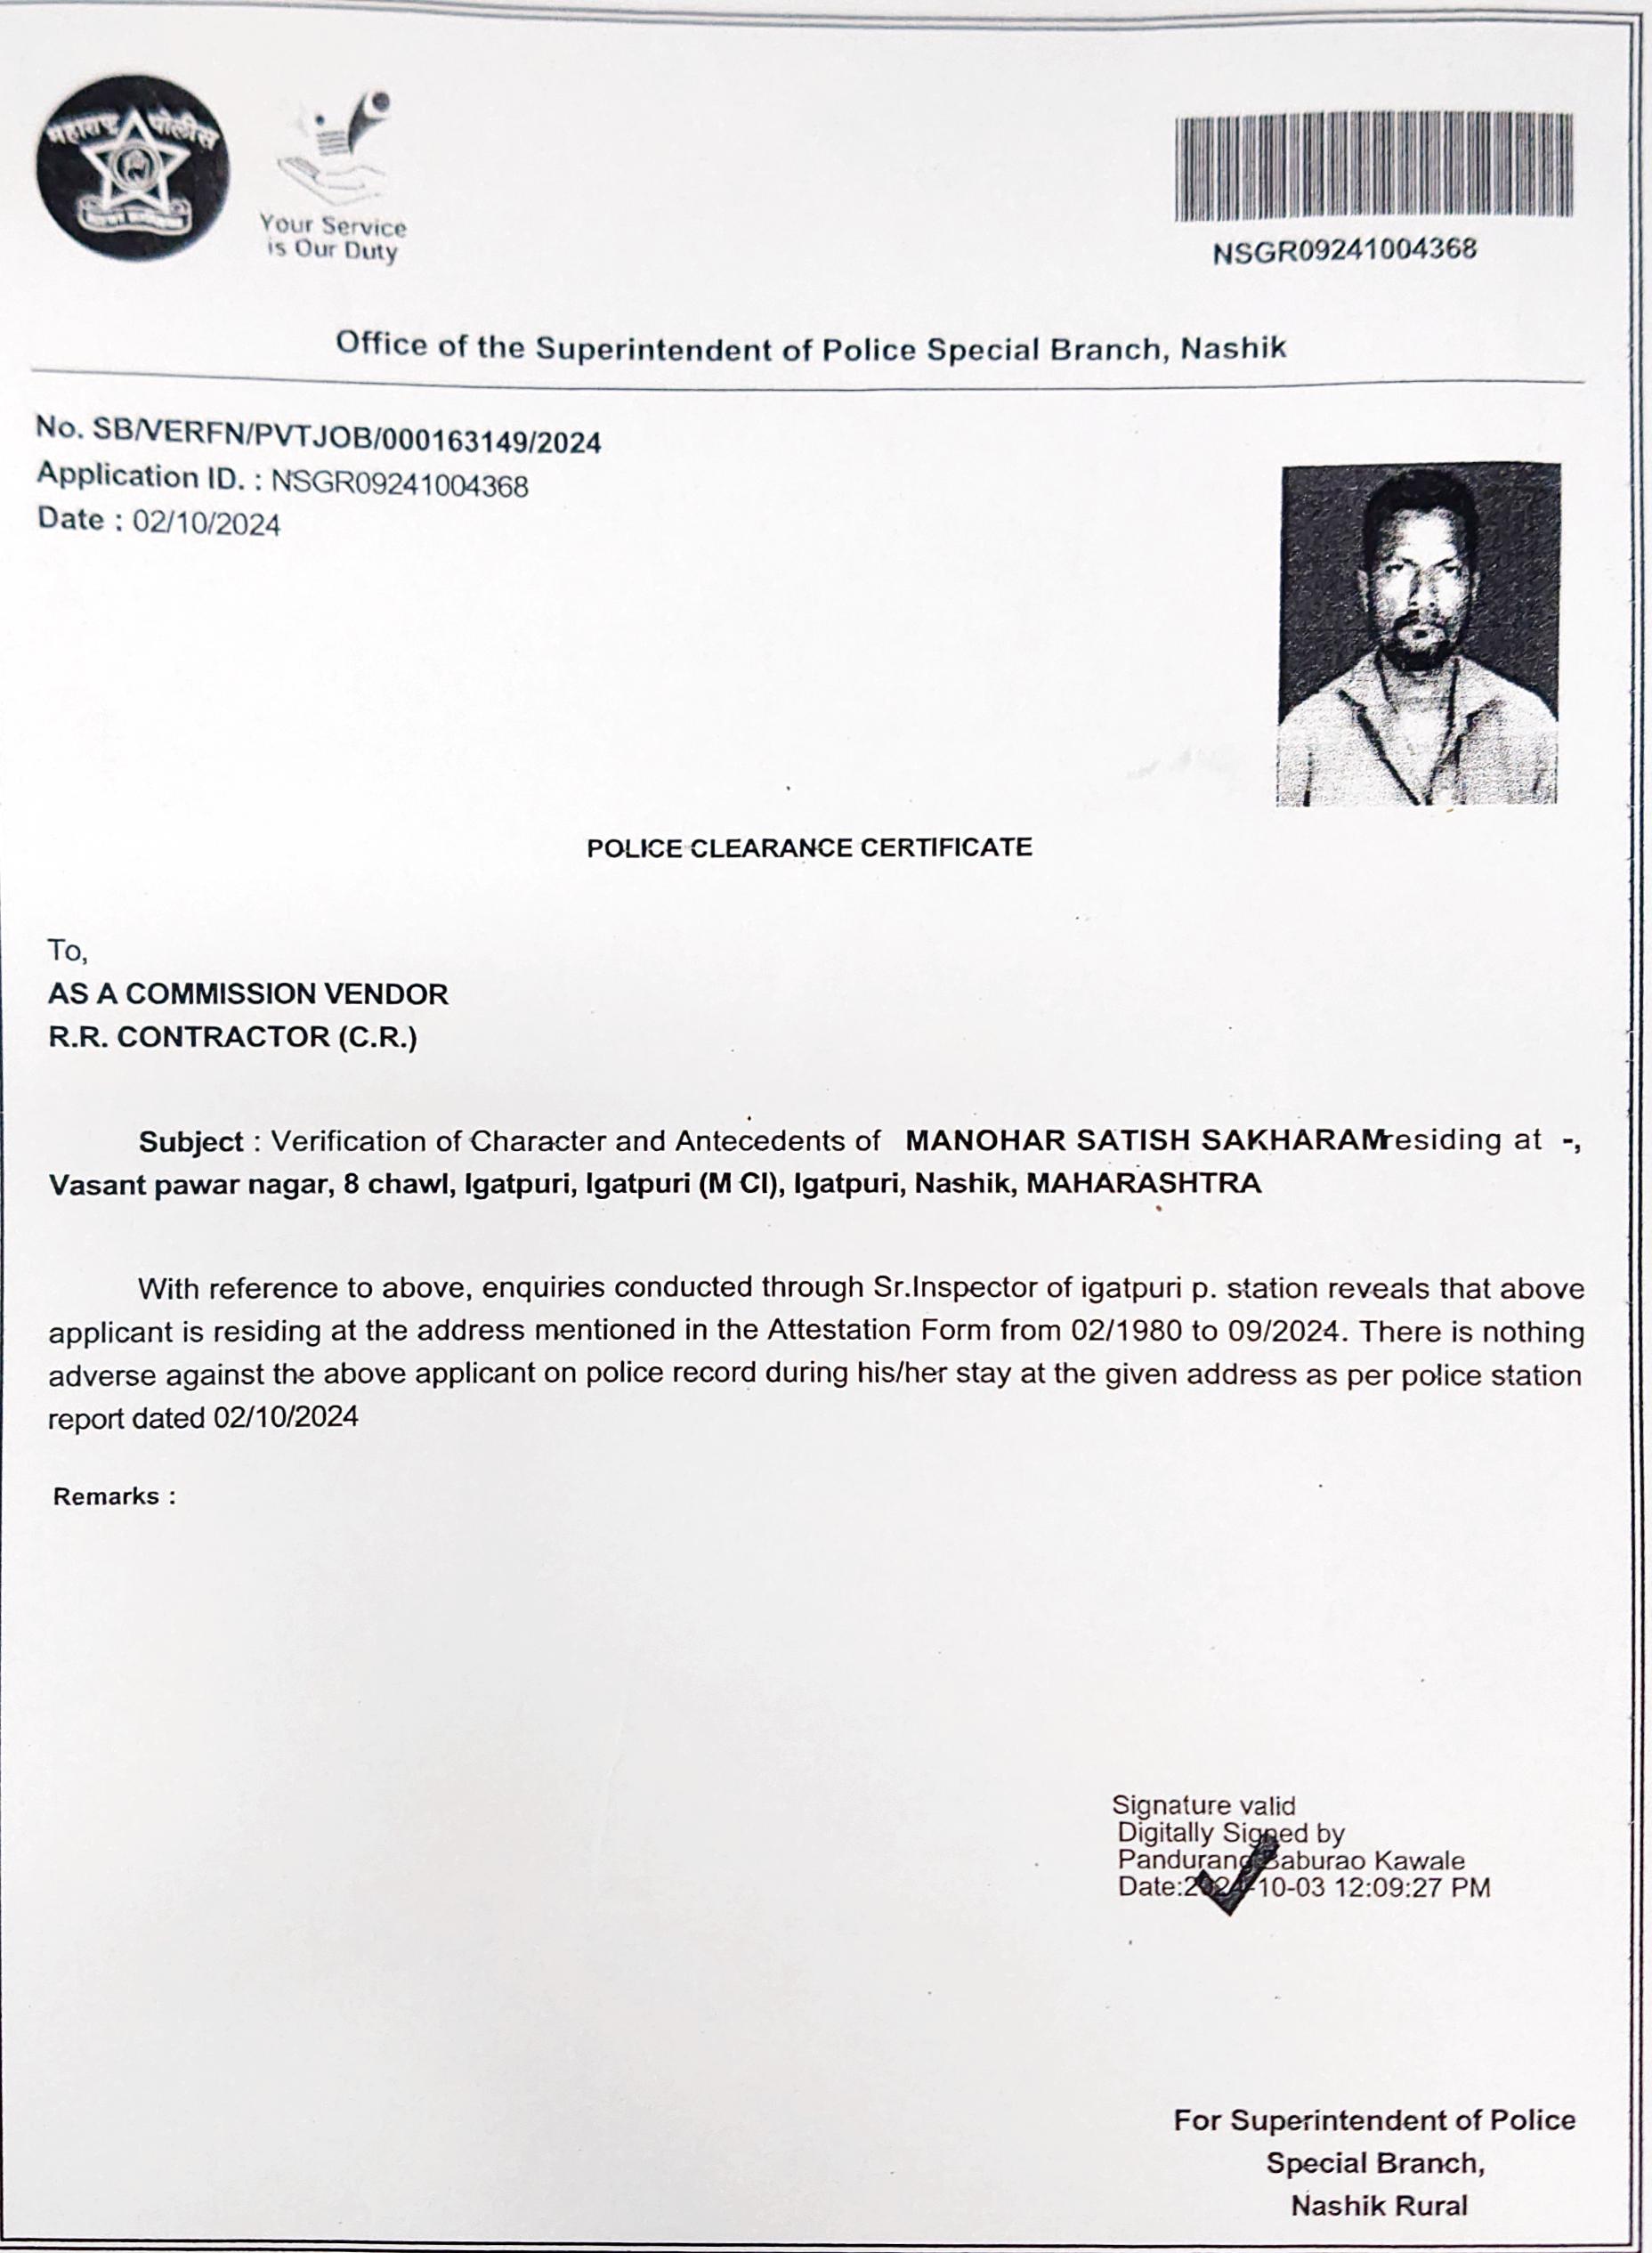 महाराष्ट्र पोलीस
Your Service
is Our Duty
NSGR09241004368
Office of the Superintendent of Police Special Branch, Nashik
No. SB/VERFN/PVTJOB/000163149/2024
Application ID. : NSGR09241004368
Date : 02/10/2024
POLICE CLEARANCE CERTIFICATE
To,
AS A COMMISSION VENDOR
R.R. CONTRACTOR (C.R.)
Subject : Verification of Character and Antecedents of MANOHAR SATISH SAKHARAMresiding at -,
Vasant pawar nagar, 8 chawl, Igatpuri, Igatpuri (M Cl), Igatpuri, Nashik, MAHARASHTRA
With reference to above, enquiries conducted through Sr.Inspector of igatpuri p. station reveals that above
applicant is residing at the address mentioned in the Attestation Form from 02/1980 to 09/2024. There is nothing
adverse against the above applicant on police record during his/her stay at the given address as per police station
report dated 02/10/2024
Remarks :
Signature valid
Digitally Signed by
Pandurang Baburao Kawale
Date:2024-10-03 12:09:27 PM
For Superintendent of Police
Special Branch,
Nashik Rural